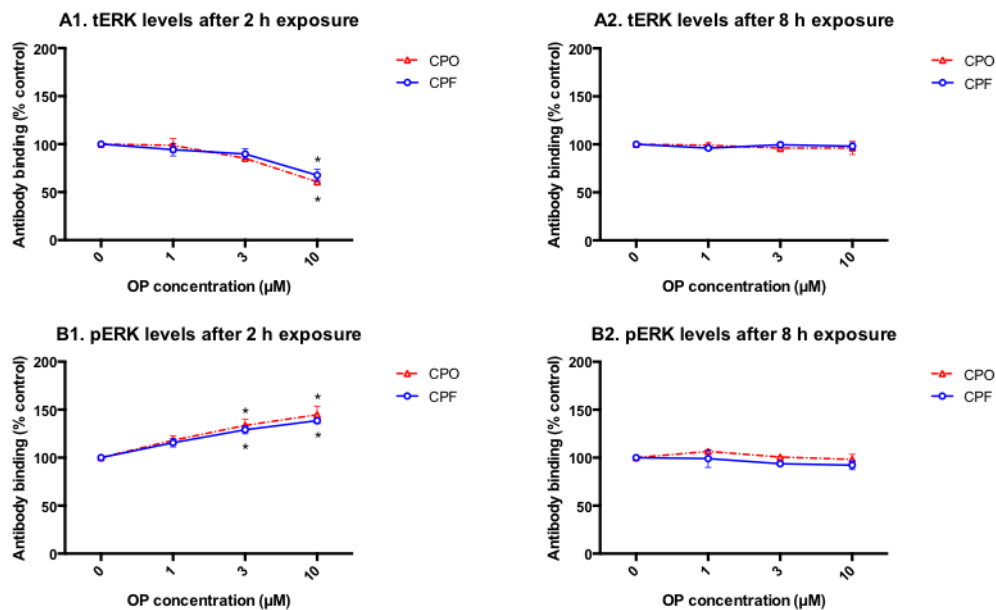 A1. tERK levels after 2 h exposure
200
150
100
50
0
Antibody binding (% control)
0
1
3
10
OP concentration (µM)
CPO
CPF
*
*
A2. tERK levels after 8 h exposure
200
150
100
50
0
Antibody binding (% control)
0
1
3
10
OP concentration (µM)
CPO
CPF
B1. pERK levels after 2 h exposure
200
150
100
50
0
Antibody binding (% control)
0
1
3
10
OP concentration (µM)
CPO
CPF
*
*
*
*
B2. pERK levels after 8 h exposure
200
150
100
50
0
Antibody binding (% control)
0
1
3
10
OP concentration (µM)
CPO
CPF